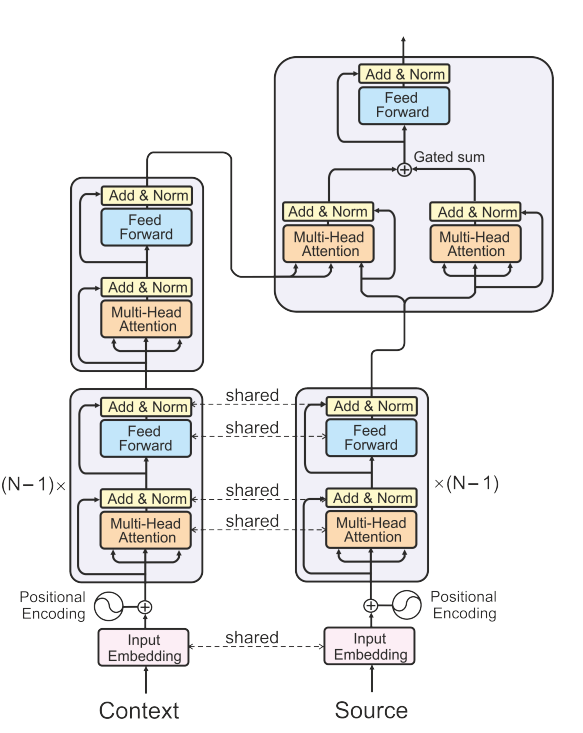 Add & Norm
Feed
Forward
Gated sum
Add & Norm
Multi-Head
Attention
Add & Norm
Multi-Head
Attention
Add & Norm
Feed
Forward
Add & Norm
Multi-Head
Attention
(N−1)×
Add & Norm
Feed
Forward
Add & Norm
Multi-Head
Attention
shared
shared
shared
shared
Add & Norm
Feed
Forward
Add & Norm
Multi-Head
Attention
×(N−1)
Positional
Encoding
Positional
Encoding
Input
Embedding
shared
Input
Embedding
Context
Source